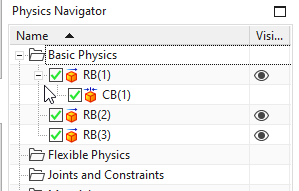 Physics Navigator
Name Visi...
Basic Physics
RB(1)
CB(1)
RB(2)
RB(3)
Flexible Physics
Joints and Constraints